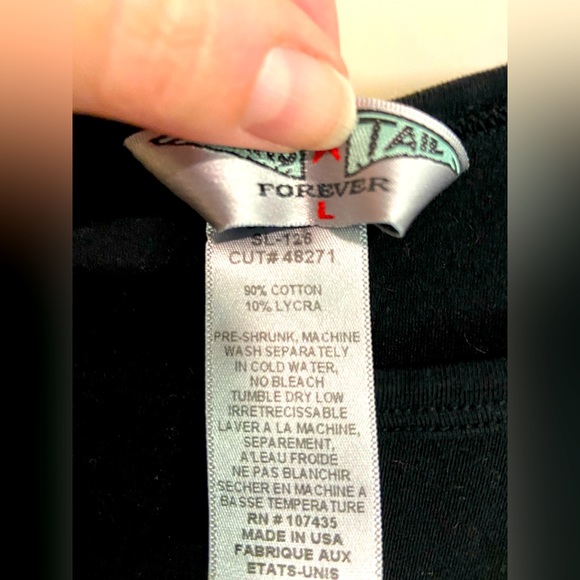 TAIL
FOREVER
L
SL-126
CUT# 48271
90% COTTON
10% LYCRA
PRE-SHRUNK, MACHINE
WASH SEPARATELY
IN COLD WATER,
NO BLEACH
TUMBLE DRY LOW
IRRETRECISSABLE
LAVER A LA MACHINE,
SEPAREMENT,
A'LEAU FROIDE
NE PAS BLANCHIR
SECHER EN MACHINE A
BASSE TEMPERATURE
RN # 107435
MADE IN USA
FABRIQUE AUX
ETATS-UNIS